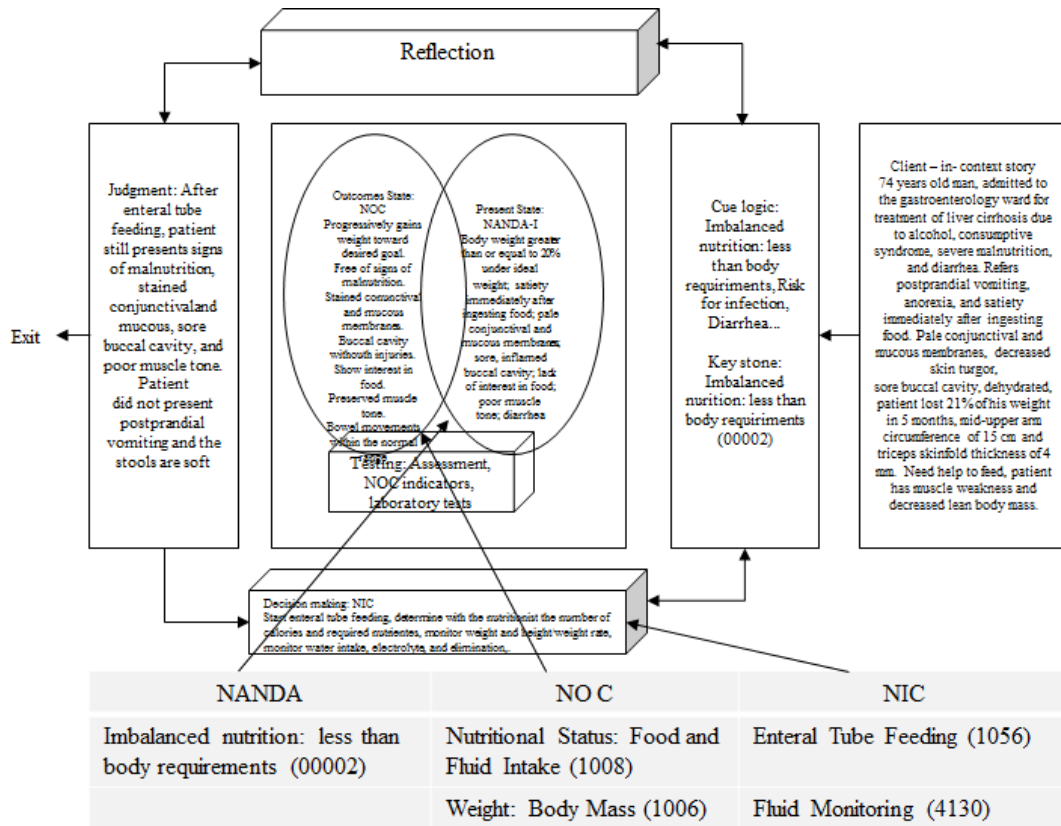 Reflection
Exit
Judgment: After
enteral tube
feeding, patient
still presents signs
of malnutrition,
stained
conjunctivaland
mucous, sore
buccal cavity, and
poor muscle tone.
Patient
did not present
postprandial
vomiting and the
stools are soft
Outcomes State:
NOC
Progressively gains
weight toward
desired goal.
Free of signs of
malnutrition.
Stained conunctival
and mucous
membranes.
Buccal cavity
withouth injuries.
Show interest in
food.
Preserved muscle
tone.
Bowel movements
within the normal
Present State:
NANDA-I
Body weight greater
than or equal to 20%
under ideal
weight; satiety
immediately after
ingesting food; pale
conjunctival and
mucous membranes;
sore, inflamed
buccal cavity; lack
of interest in food;
poor muscle
tone; diarrhea
Testing: Assessment,
NOC indicators,
laboratory tests
Cue logic:
Imbalanced
nutrition: less
than body
requiriments, Risk
for infection,
Diarrhea...
Key stone:
Imbalanced
nurition: less than
body requiriments
(00002)
Client – in- context story
74 years old man, admitted to
the gastroenterology ward for
treatment of liver cirrhosis due
to alcohol, consumptive
syndrome, severe malnutrition,
and diarrhea. Refers
postprandial vomiting,
anorexia, and satiety
immediately after ingesting
food. Pale conjunctival and
mucous membranes, decreased
skin turgor,
sore buccal cavity, dehydrated,
patient lost 21% of his weight
in 5 months, mid-upper arm
circumference of 15 cm and
triceps skinfold thickness of 4
mm. Need help to feed, patient
has muscle weakness and
decreased lean body mass.
Decision making: NIC
Start enteral tube feeding, determine with the nutritionist the number of
calories and required nutrientes, monitor weight and height/weight rate,
monitor water intake, electrolyte, and elimination,.
NANDA NO C NIC
Imbalanced nutrition: less than Nutritional Status: Food and Enteral Tube Feeding (1056)
body requirements (00002) Fluid Intake (1008)
Weight: Body Mass (1006) Fluid Monitoring (4130)